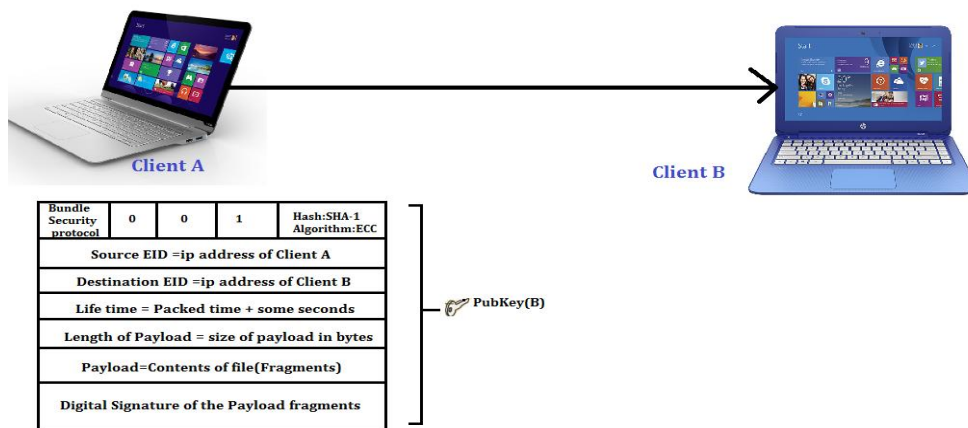 Client A
Client B
Bundle
Security
protocol
0
0
1
Hash:SHA-1
Algorithm:ECC
Source EID =ip address of Client A
Destination EID =ip address of Client B
Life time = Packed time + some seconds
Length of Payload = size of payload in bytes
Payload=Contents of file(Fragments)
Digital Signature of the Payload fragments
PubKey(B)
Start
Start